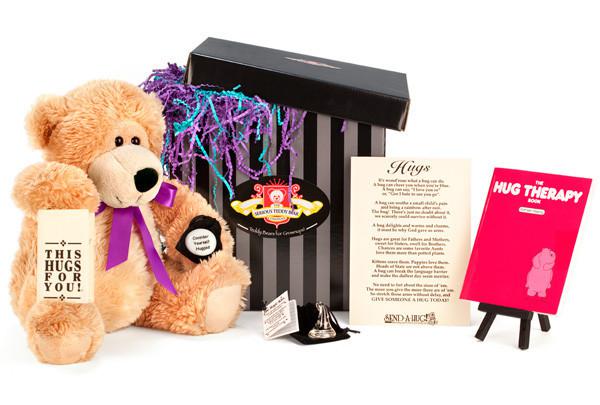 THIS
HUGS
FOR
YOU!
Consider
Yourself
Hugged
THE
SERIOUS TEDDY BEAR
COMPANY
Teddy Bears for Grownups!
Hugs
It's wondrous what a hug can do.
A hug can cheer you when you're blue.
A hug can say, "I love you so"
or, "Gee I hate to see you go."
A hug can soothe a small child's pain
and bring a rainbow after rain.
The hug! There's just no doubt about it,
we scarcely could survive without it.
A hug delights and warms and charms,
it must be why God gave us arms.
Hugs are great for Fathers and Mothers,
sweet for Sisters, swell for Brothers.
Chances are some favorite Aunts
love them more than potted plants.
Kittens crave them. Puppies love them.
Heads of State are not above them.
A hug can break the language barrier
and make the dullest day seem merrier.
No need to fret about the store of 'em.
The more you give the more there are of 'em.
So stretch those arms without delay, and
GIVE SOMEONE A HUG TODAY!
SEND·A·HUG!
THE
HUG THERAPY
BOOK